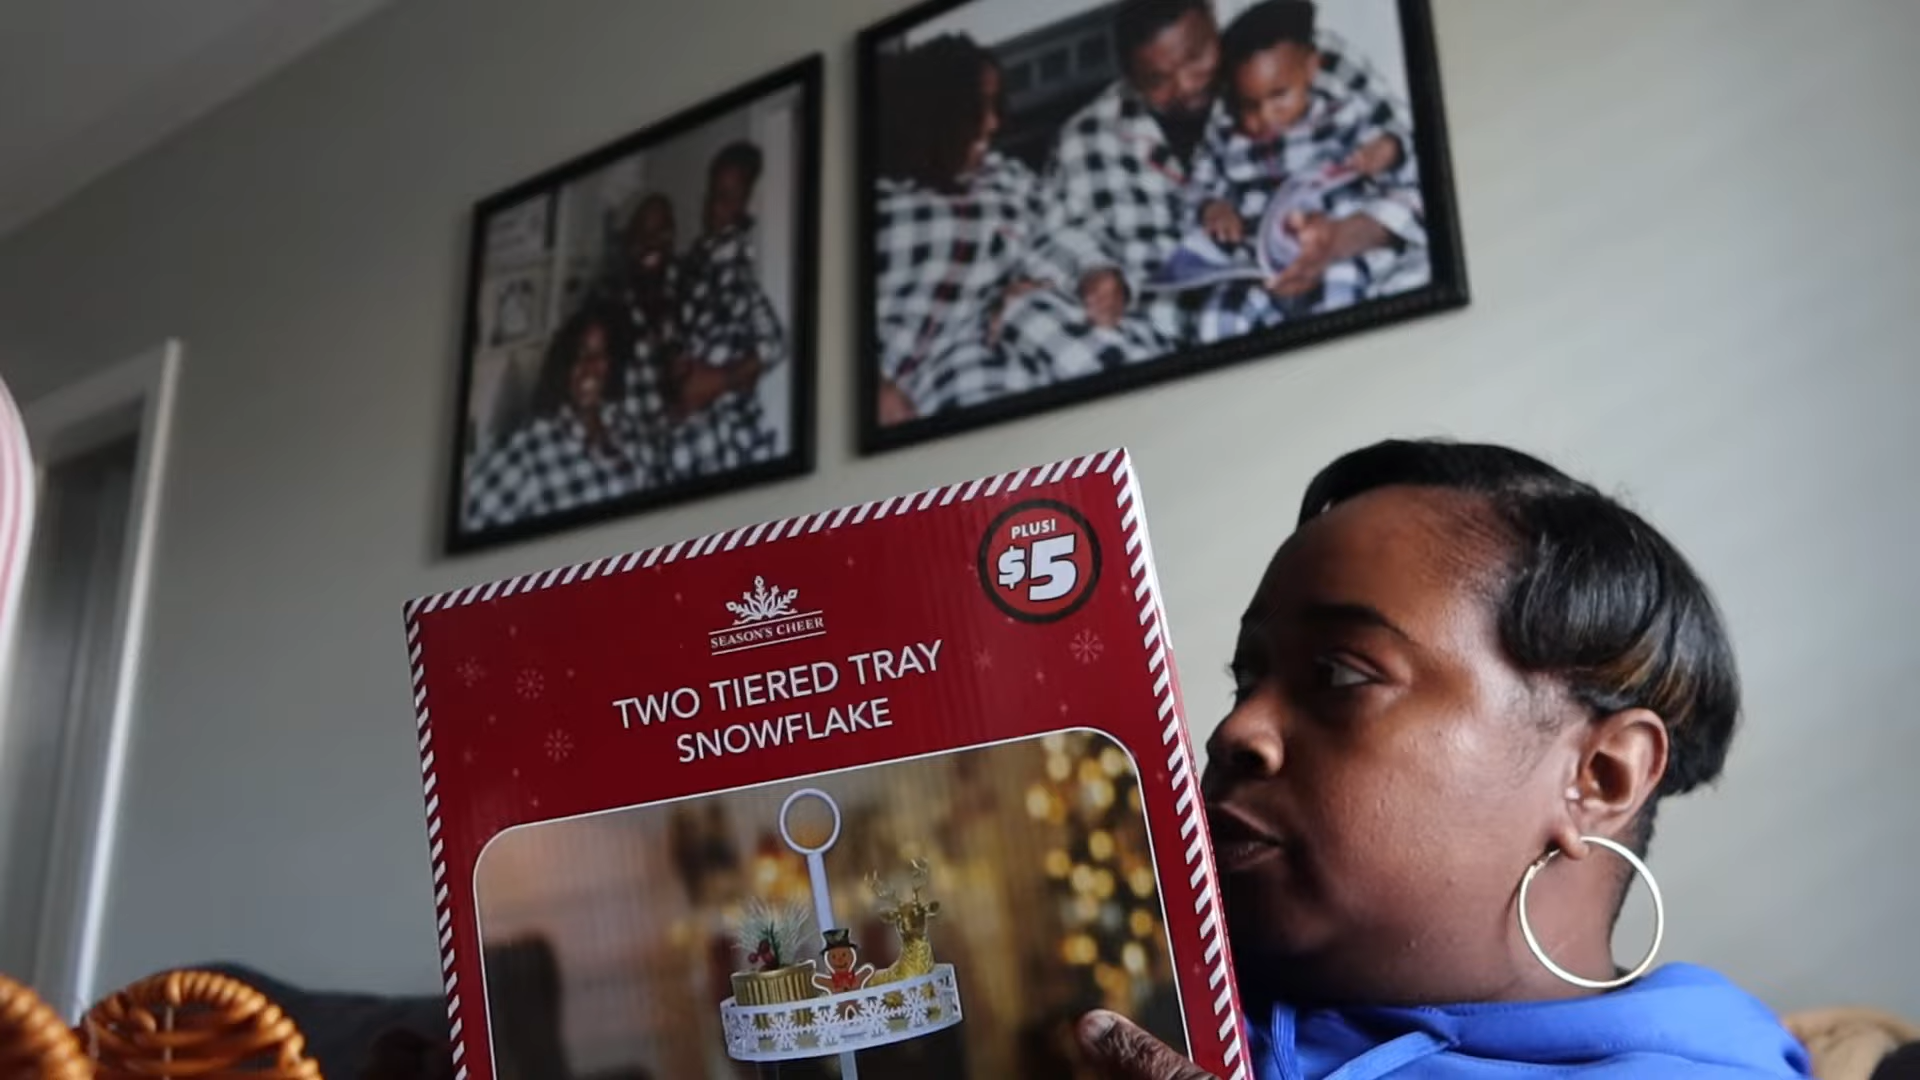 PLUS!
$5
SEASON'S CHEER
TWO TIERED TRAY
SNOWFLAKE